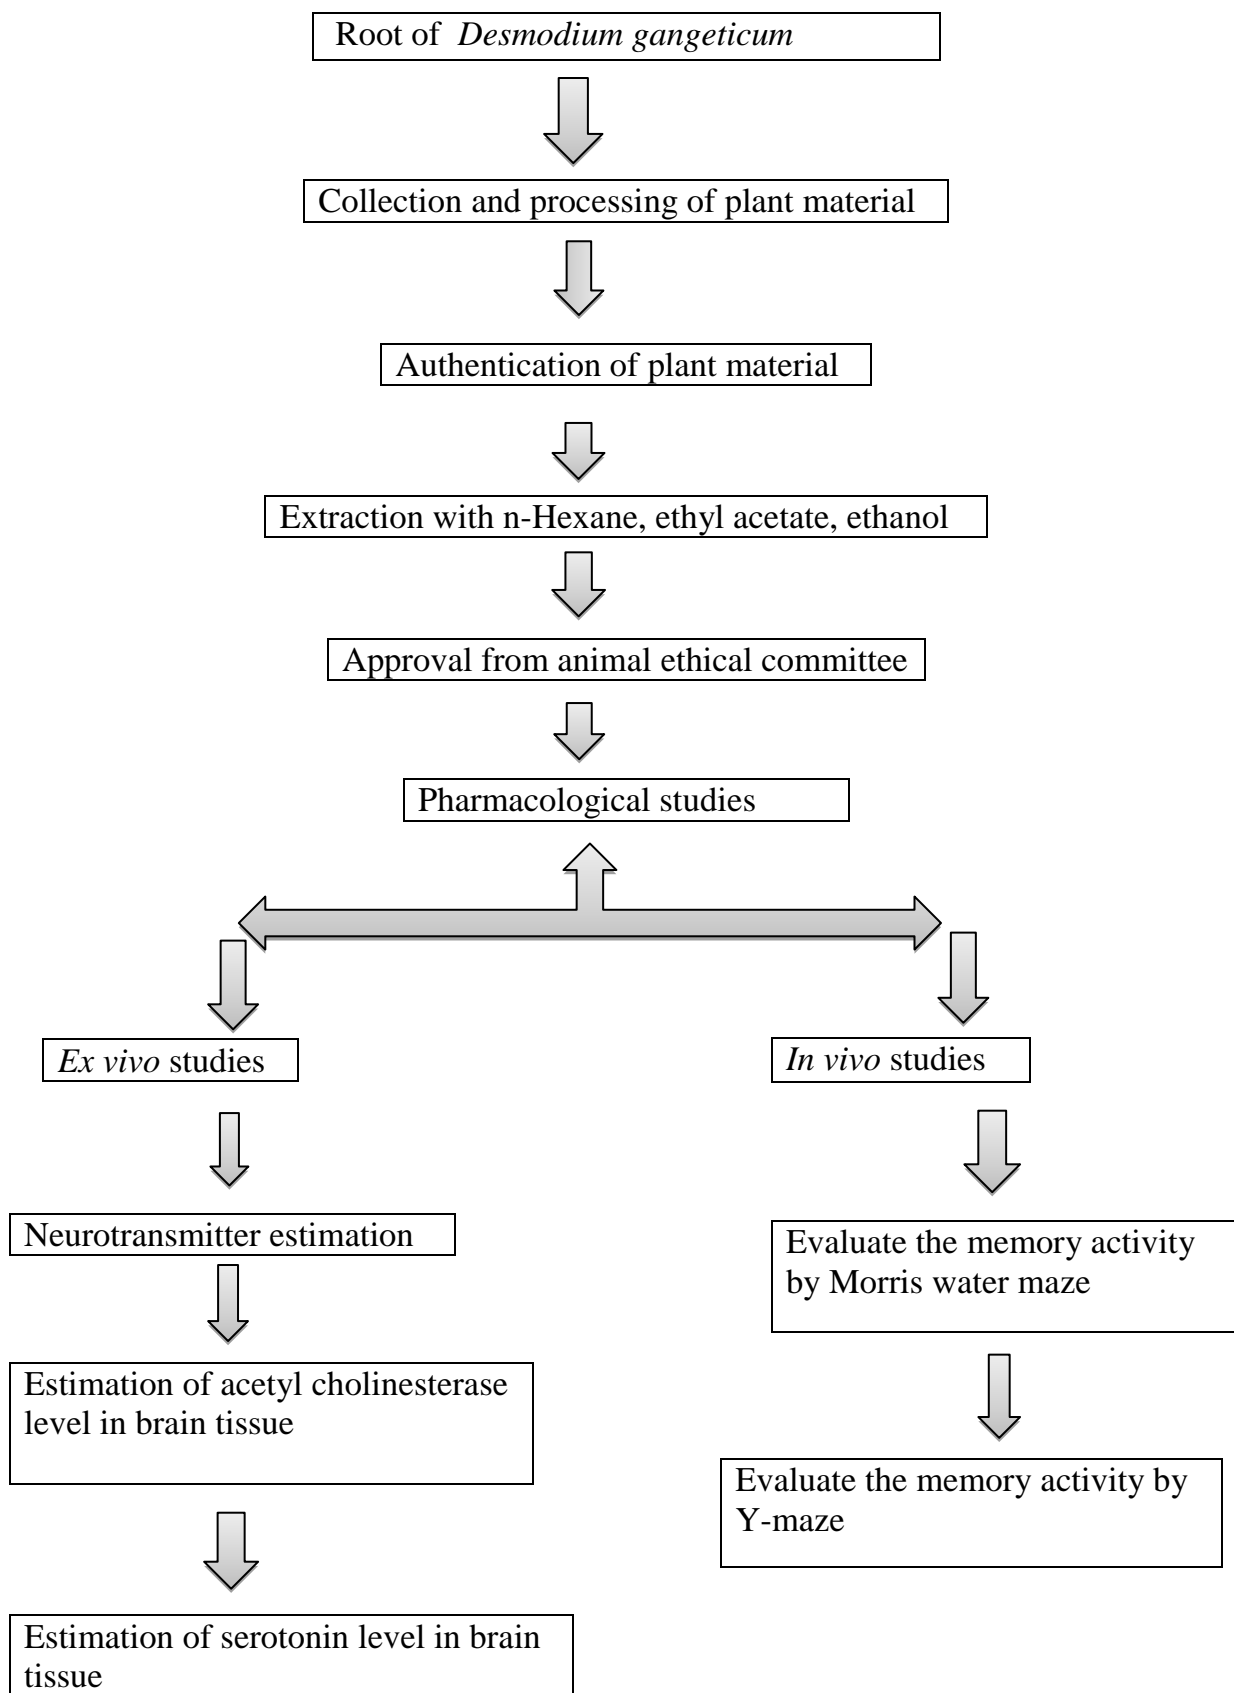 Root of Desmodium gangeticum
Collection and processing of plant material
Authentication of plant material
Extraction with n-Hexane, ethyl acetate, ethanol
Approval from animal ethical committee
Pharmacological studies
Ex vivo studies
In vivo studies
Neurotransmitter estimation
Evaluate the memory activity
by Morris water maze
Estimation of acetyl cholinesterase
level in brain tissue
Evaluate the memory activity by
Y-maze
Estimation of serotonin level in brain
tissue